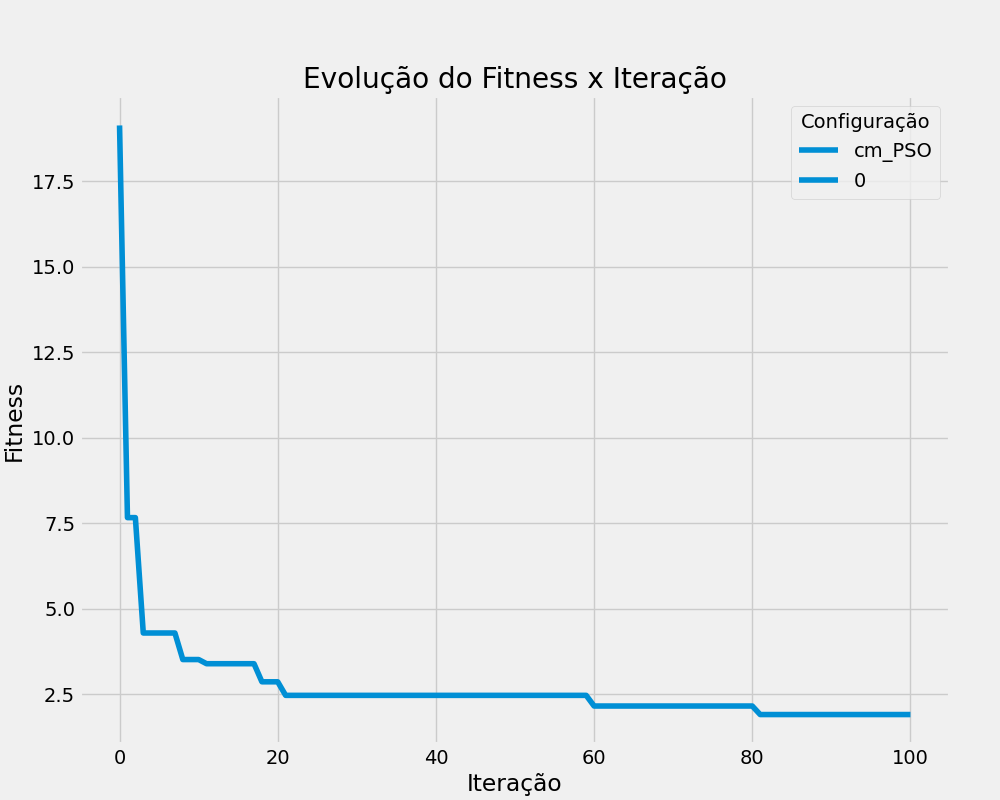 Evolução do Fitness x Iteração
Configuração
cm_PSO
0
Fitness
17.5
15.0
12.5
10.0
7.5
5.0
2.5
0 20 40 60 80 100
Iteração